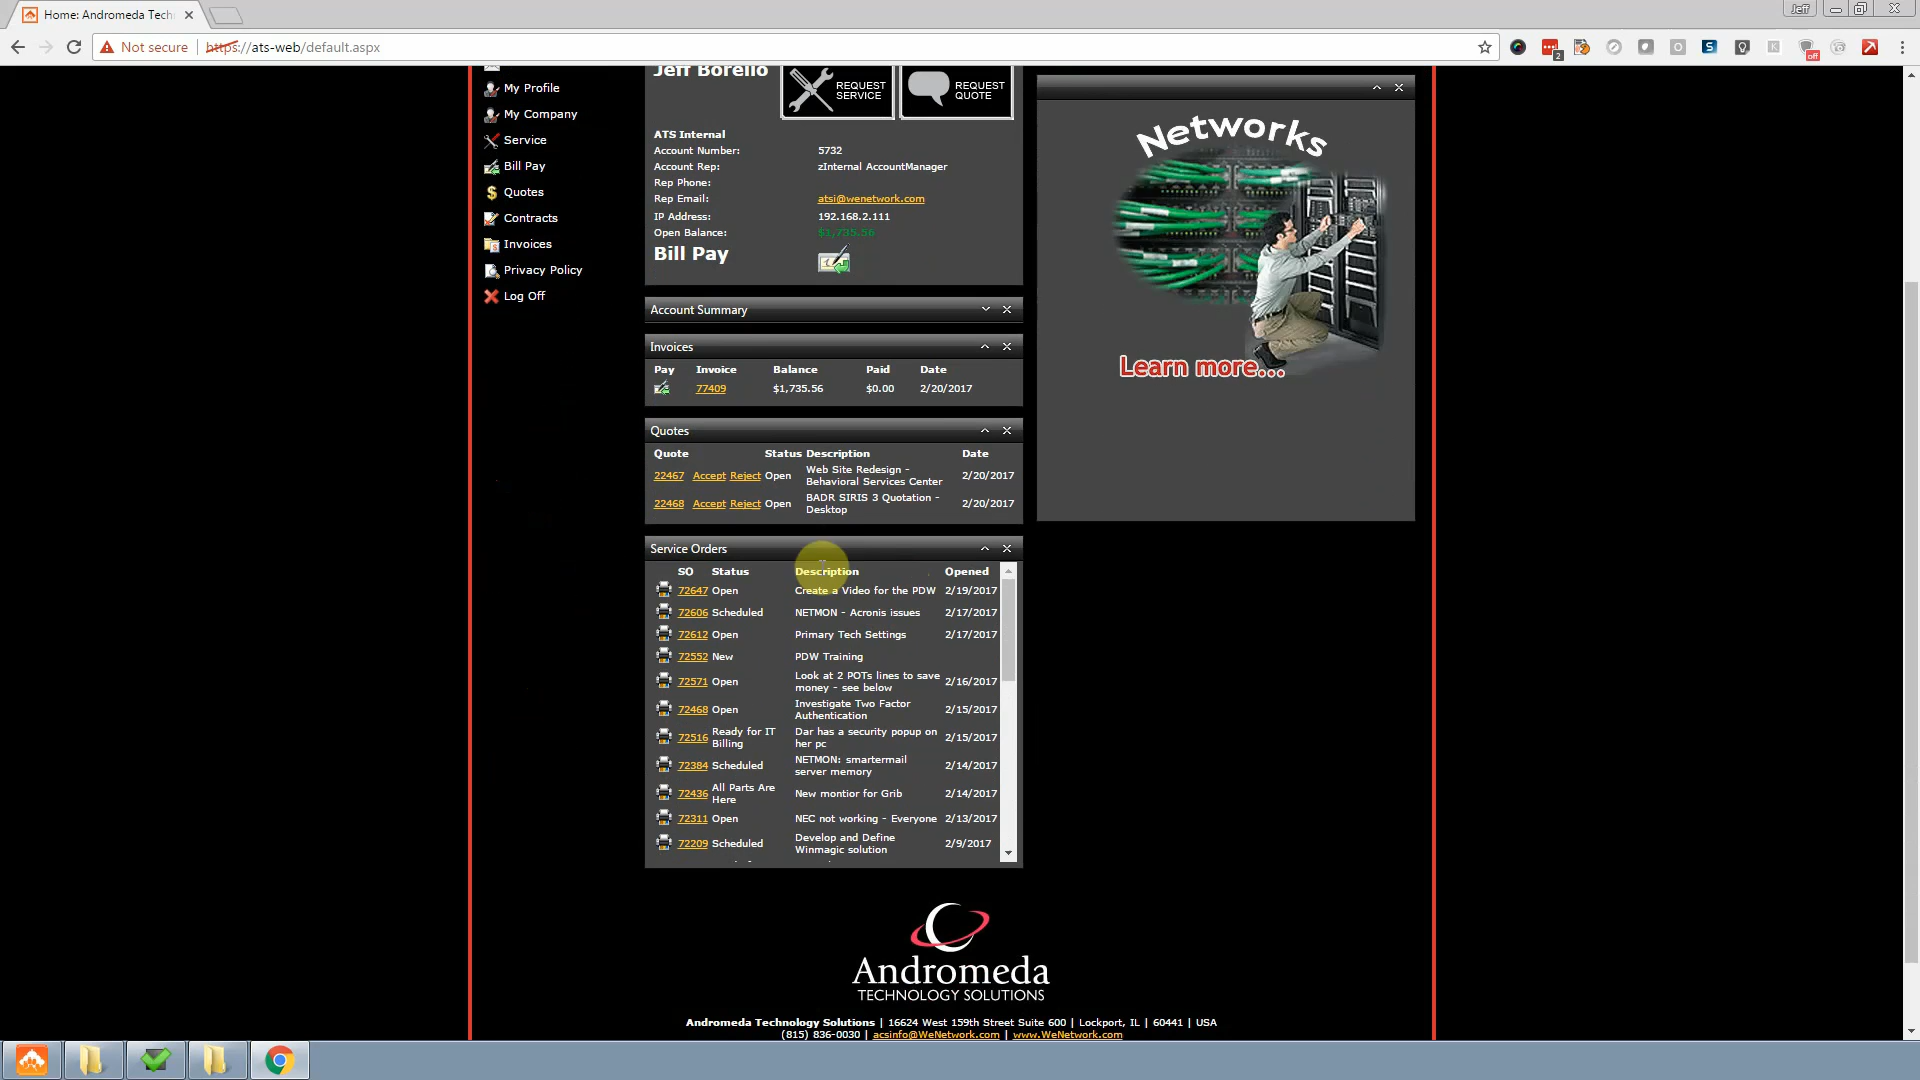 Home: Andromeda Tech
Jeff
Not secure
https://ats-web/default.aspx
2
off
My Profile
My Company
Service
Bill Pay
Quotes
Contracts
Invoices
Privacy Policy
Log Off
Jeff Borello
REQUEST
SERVICE
REQUEST
QUOTE
ATS Internal
Account Number: 5732
Account Rep: zInternal AccountManager
Rep Phone:
Rep Email: atsi@wenetwork.com
IP Address: 192.168.2.111
Open Balance: $1,735.56
Bill Pay
Account Summary
Invoices
Pay Invoice Balance Paid Date
77409 $1,735.56 $0.00 2/20/2017
Quotes
Quote Status Description Date
22467 Accept Reject Open Web Site Redesign - Behavioral Services Center 2/20/2017
22468 Accept Reject Open BADR SIRIS 3 Quotation - Desktop 2/20/2017
Service Orders
SO Status Description Opened
72647 Open Create a Video for the PDW 2/19/2017
72606 Scheduled NETMON - Acronis issues 2/17/2017
72612 Open Primary Tech Settings 2/17/2017
72552 New PDW Training
72571 Open Look at 2 POTs lines to save money - see below 2/16/2017
72468 Open Investigate Two Factor Authentication 2/15/2017
72516 Ready for IT Billing Dar has a security popup on her pc 2/15/2017
72384 Scheduled NETMON: smartermail server memory 2/14/2017
72436 All Parts Are Here New montior for Grib 2/14/2017
72311 Open NEC not working - Everyone 2/13/2017
72209 Scheduled Develop and Define Winmagic solution 2/9/2017
Networks
Learn more...
Andromeda
TECHNOLOGY SOLUTIONS
Andromeda Technology Solutions | 16624 West 159th Street Suite 600 | Lockport, IL | 60441 | USA
(815) 836-0030 | acsinfo@WeNetwork.com | www.WeNetwork.com